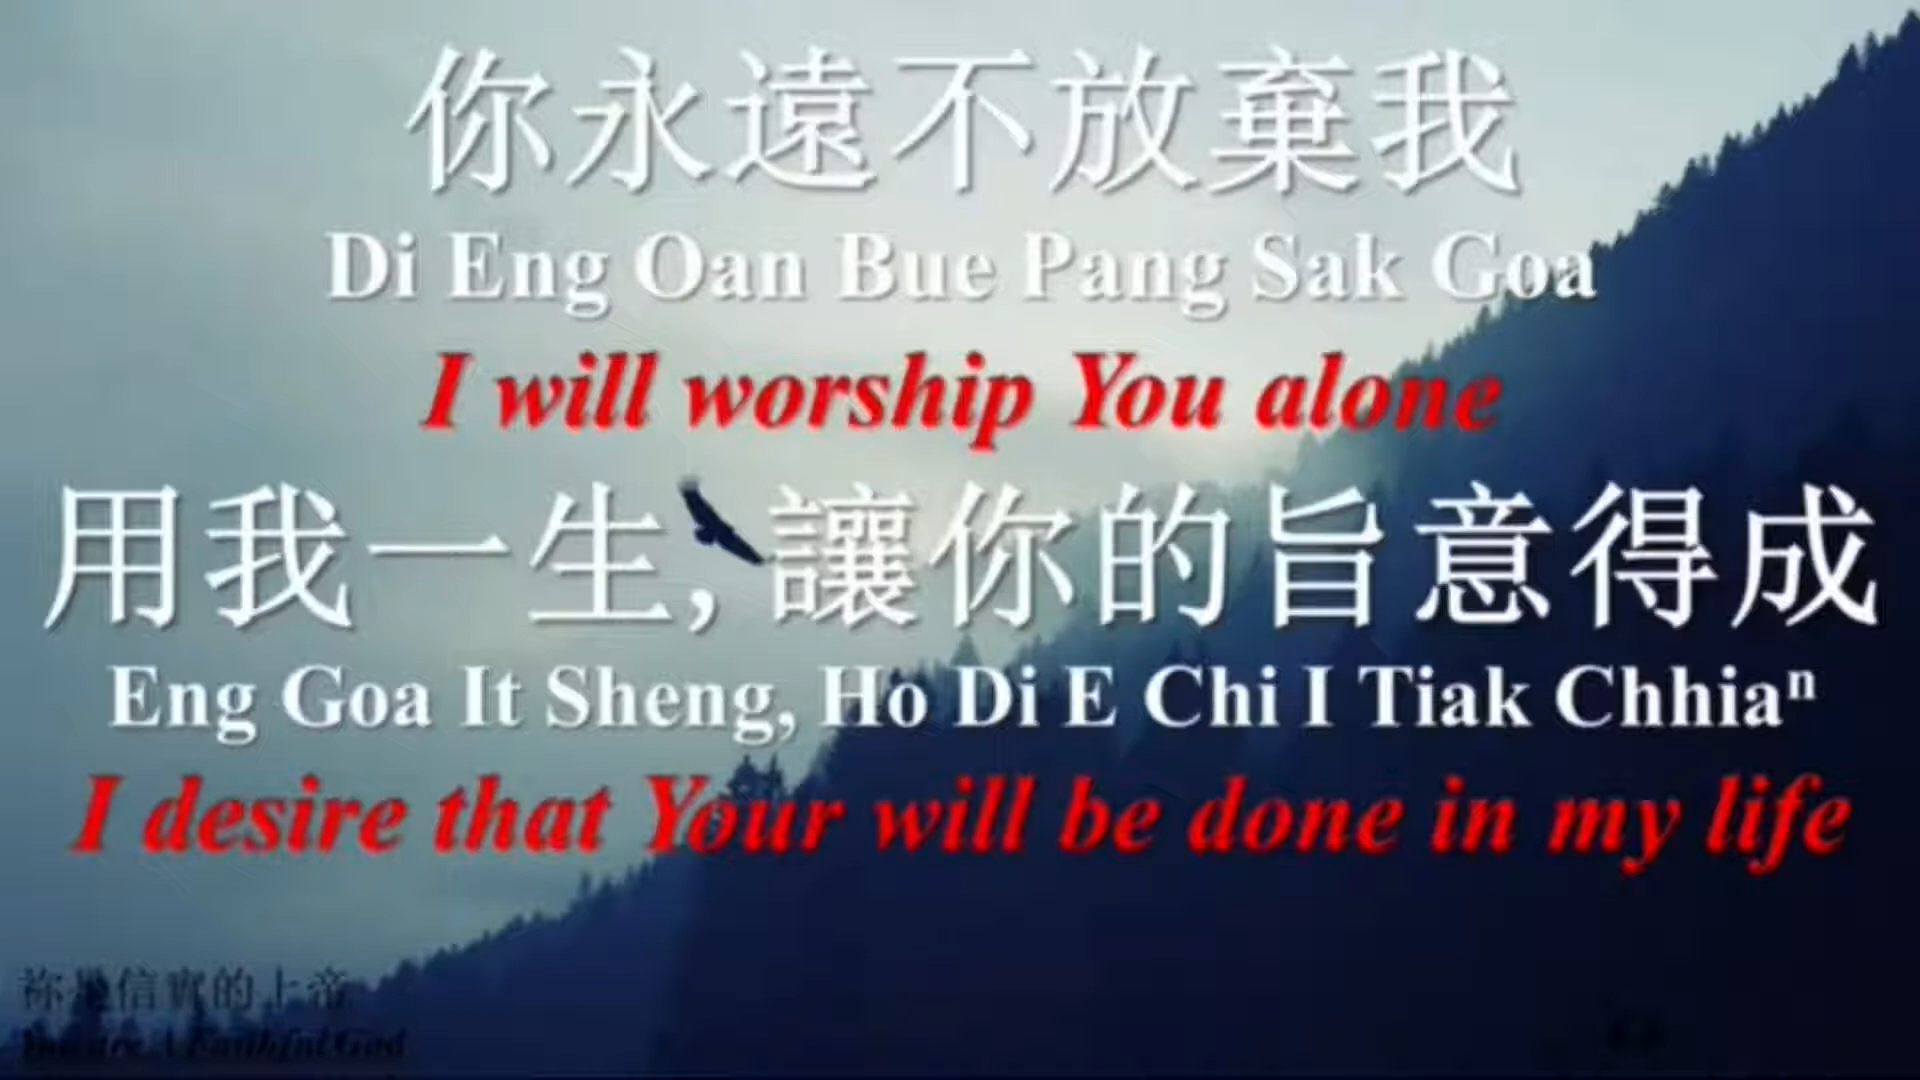 你永遠不放棄我
Di Eng Oan Bue Pang Sak Goa
I will worship You alone
用我一生, 讓你的旨意得成
Eng Goa It Sheng, Ho Di E Chi I Tiak Chhiaⁿ
I desire that Your will be done in my life
祢是信實的上帝
You are A Faithful God